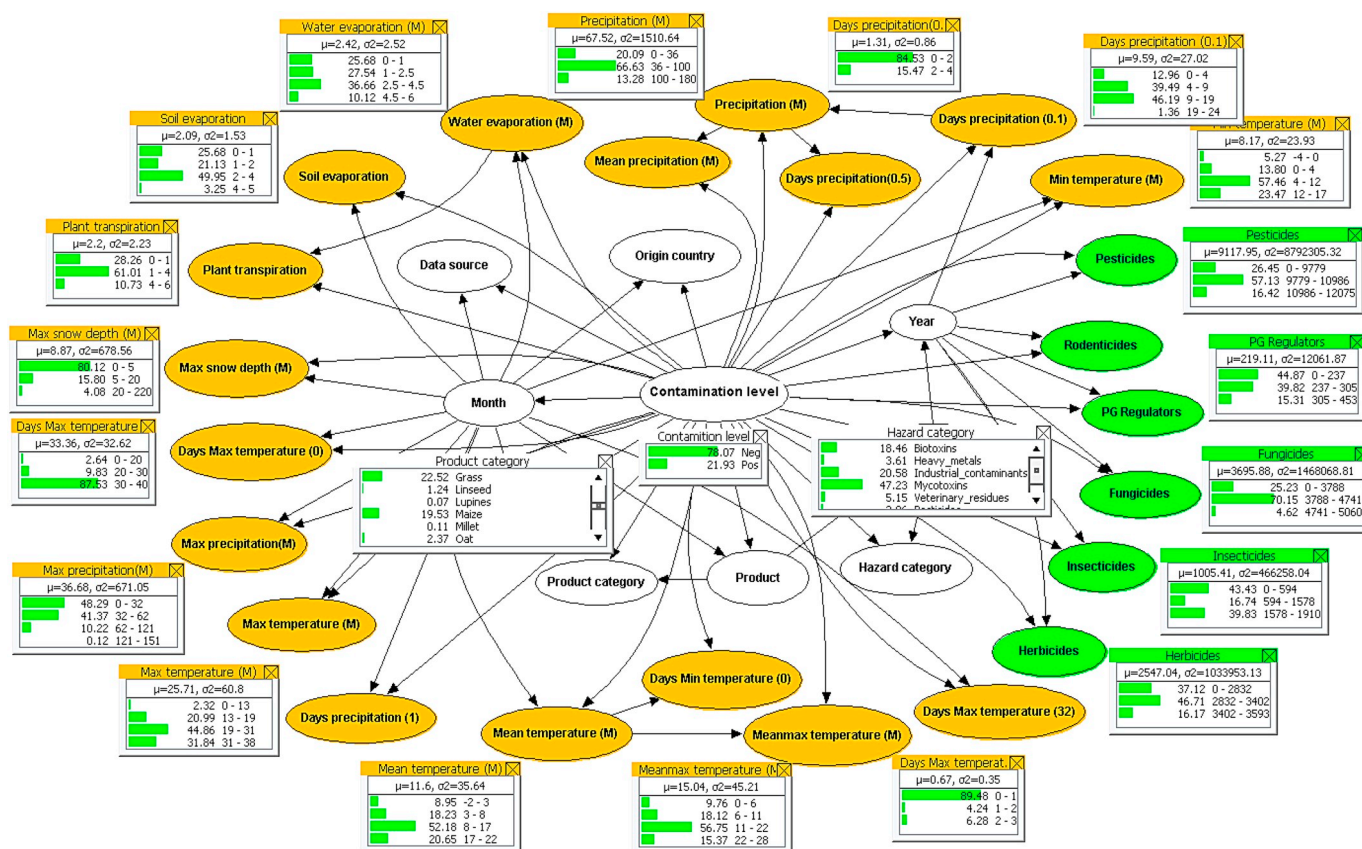 Water evaporation (M)
μ=2.42, σ2=2.52
25.68 0 - 1
27.54 1 - 2.5
36.66 2.5 - 4.5
10.12 4.5 - 6
Precipitation (M)
μ=67.52, σ2=1510.64
20.09 0 - 36
66.63 36 - 100
13.28 100 - 180
Days precipitation(0.
μ=1.31, σ2=0.86
84.53 0 - 2
15.47 2 - 4
Days precipitation (0.1)
μ=9.59, σ2=27.02
12.96 0 - 4
39.49 4 - 9
46.19 9 - 19
1.36 19 - 24
Soil evaporation
μ=2.09, σ2=1.53
25.68 0 - 1
21.13 1 - 2
49.95 2 - 4
3.25 4 - 5
temperature (M)
μ=8.17, σ2=23.93
5.27 -4 - 0
13.80 0 - 4
57.46 4 - 12
23.47 12 - 17
Water evaporation (M)
Precipitation (M)
Days precipitation (0.1)
Mean precipitation (M)
Soil evaporation
Days precipitation(0.5)
Min temperature (M)
Plant transpiration
μ=2.2, σ2=2.23
28.26 0 - 1
61.01 1 - 4
10.73 4 - 6
Plant transpiration
Data source
Origin country
Pesticides
Pesticides
μ=9117.95, σ2=8792305.32
26.45 0 - 9779
57.13 9779 - 10986
16.42 10986 - 12075
Year
Rodenticides
Max snow depth (M)
μ=8.87, σ2=678.56
80.12 0 - 5
15.80 5 - 20
4.08 20 - 220
Max snow depth (M)
Month
Contamination level
PG Regulators
PG Regulators
μ=219.11, σ2=12061.87
44.87 0 - 237
39.82 237 - 305
15.31 305 - 453
Days Max temperature
μ=33.36, σ2=32.62
2.64 0 - 20
9.83 20 - 30
87.53 30 - 40
Days Max temperature (0)
Product category
22.52 Grass
1.24 Linseed
0.07 Lupines
19.53 Maize
0.11 Millet
2.37 Oat
Contamition level
78.07 Neg
21.93 Pos
Hazard category
18.46 Biotoxins
3.61 Heavy_metals
20.58 Industrial_contaminants
47.23 Mycotoxins
5.15 Veterinary_residues
Fungicides
Fungicides
μ=3695.88, σ2=1468068.81
25.23 0 - 3788
70.15 3788 - 4741
4.62 4741 - 5060
Max precipitation(M)
Max precipitation(M)
μ=36.68, σ2=671.05
48.29 0 - 32
41.37 32 - 62
10.22 62 - 121
0.12 121 - 151
Product category
Product
Hazard category
Insecticides
Insecticides
μ=1005.41, σ2=466258.04
43.43 0 - 594
16.74 594 - 1578
39.83 1578 - 1910
Max temperature (M)
Herbicides
Herbicides
μ=2547.04, σ2=1033953.13
37.12 0 - 2832
46.71 2832 - 3402
16.17 3402 - 3593
Max temperature (M)
μ=25.71, σ2=60.8
2.32 0 - 13
20.99 13 - 19
44.86 19 - 31
31.84 31 - 38
Days Min temperature (0)
Days precipitation (1)
Mean temperature (M)
Meanmax temperature (M)
Days Max temperature (32)
Mean temperature (M)
μ=11.6, σ2=35.64
8.95 -2 - 3
18.23 3 - 8
52.18 8 - 17
20.65 17 - 22
Meanmax temperature (M
μ=15.04, σ2=45.21
9.76 0 - 6
18.12 6 - 11
56.75 11 - 22
15.37 22 - 28
Days Max temperat.
μ=0.67, σ2=0.35
89.48 0 - 1
4.24 1 - 2
6.28 2 - 3